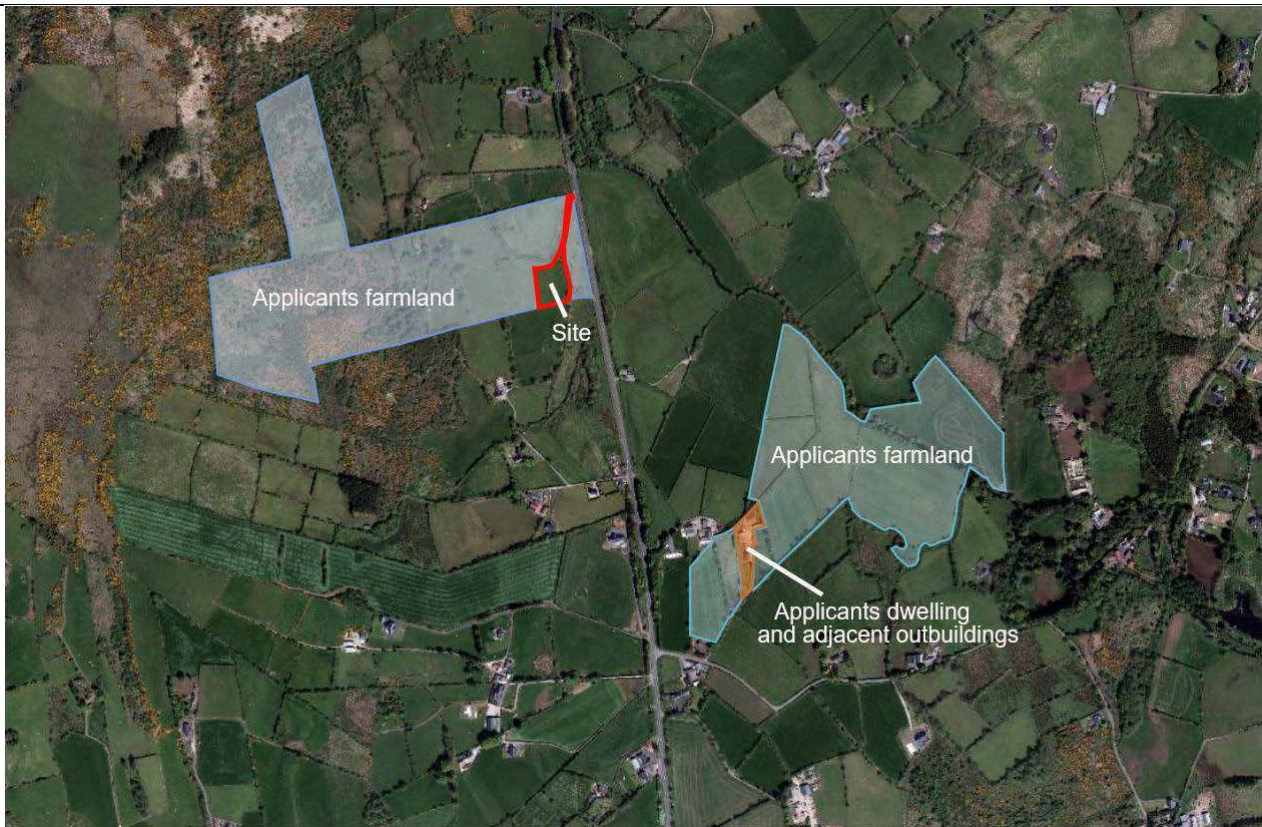 Applicants farmland
Site
Applicants farmland
Applicants dwelling
and adjacent outbuildings